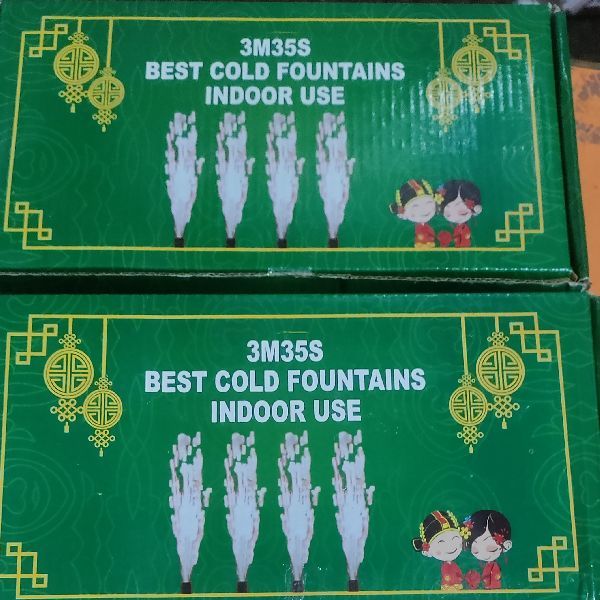 3M35S
BEST COLD FOUNTAINS
INDOOR USE
3M35S
BEST COLD FOUNTAINS
INDOOR USE